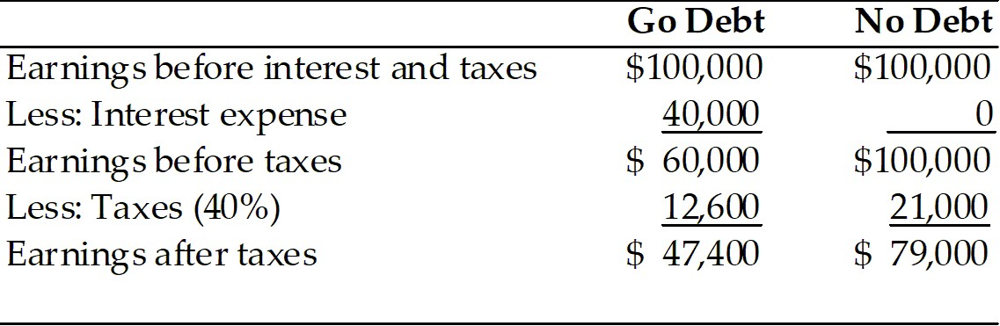 Go Debt No Debt
Earnings before interest and taxes $100,000 $100,000
Less: Interest expense 40,000 0
Earnings before taxes $ 60,000 $100,000
Less: Taxes (40%) 12,600 21,000
Earnings after taxes $ 47,400 $ 79,000